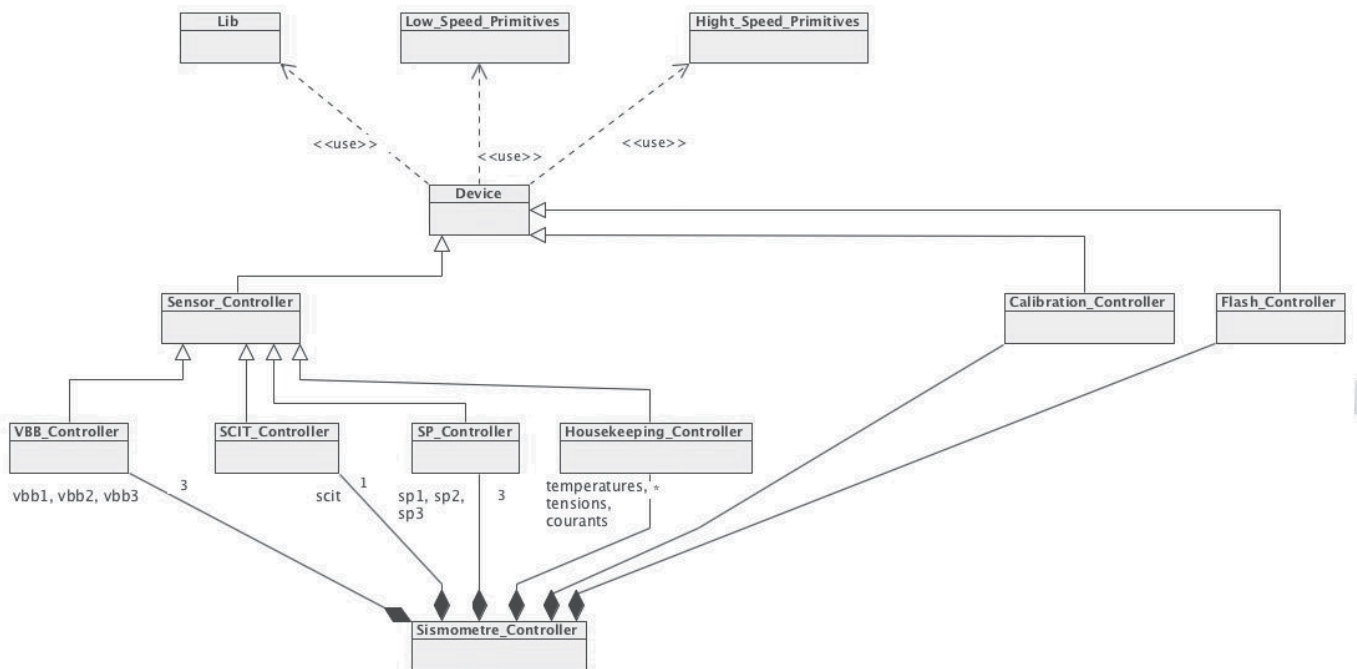 Lib
Low_Speed_Primitives
Hight_Speed_Primitives
<<use>>
<<use>>
<<use>>
Device
Sensor_Controller
Calibration_Controller
Flash_Controller
VBB_Controller
SCIT_Controller
SP_Controller
Housekeeping_Controller
vbb1, vbb2, vbb3
3
scit
1
sp1, sp2,
sp3
3
temperatures, *
tensions,
courants
Sismometre_Controller